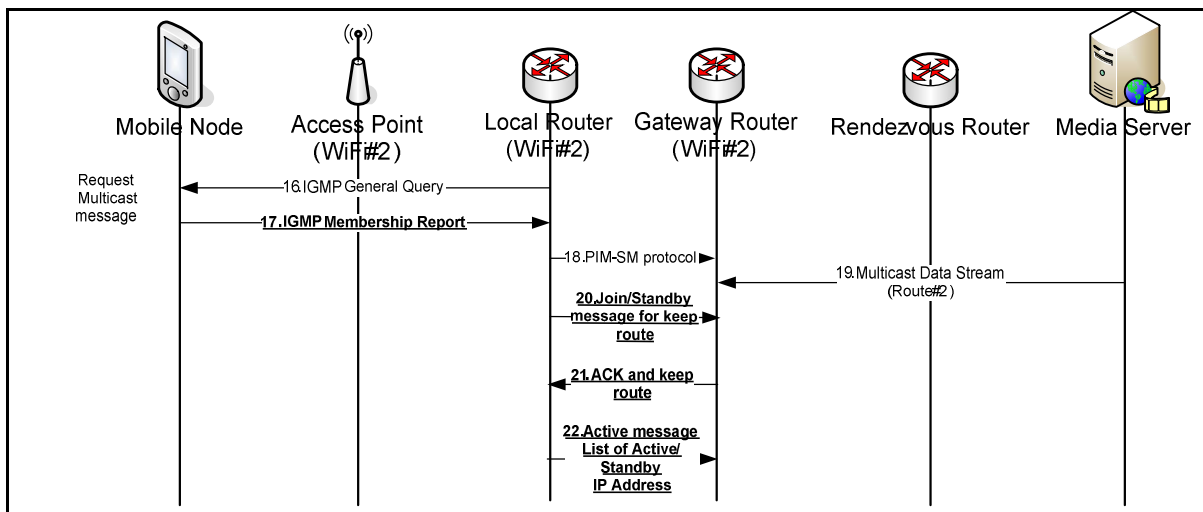 Mobile Node
Access Point
(WiFi#2)
Local Router
(WiFi#2)
Gateway Router
(WiFi#2)
Rendezvous Router
Media Server
Request
Multicast
message
16.IGMP General Query
17.IGMP Membership Report
18.PIM-SM protocol
19.Multicast Data Stream
(Route#2)
20.Join/Standby
message for keep
route
21.ACK and keep
route
22.Active message
List of Active/
Standby
IP Address